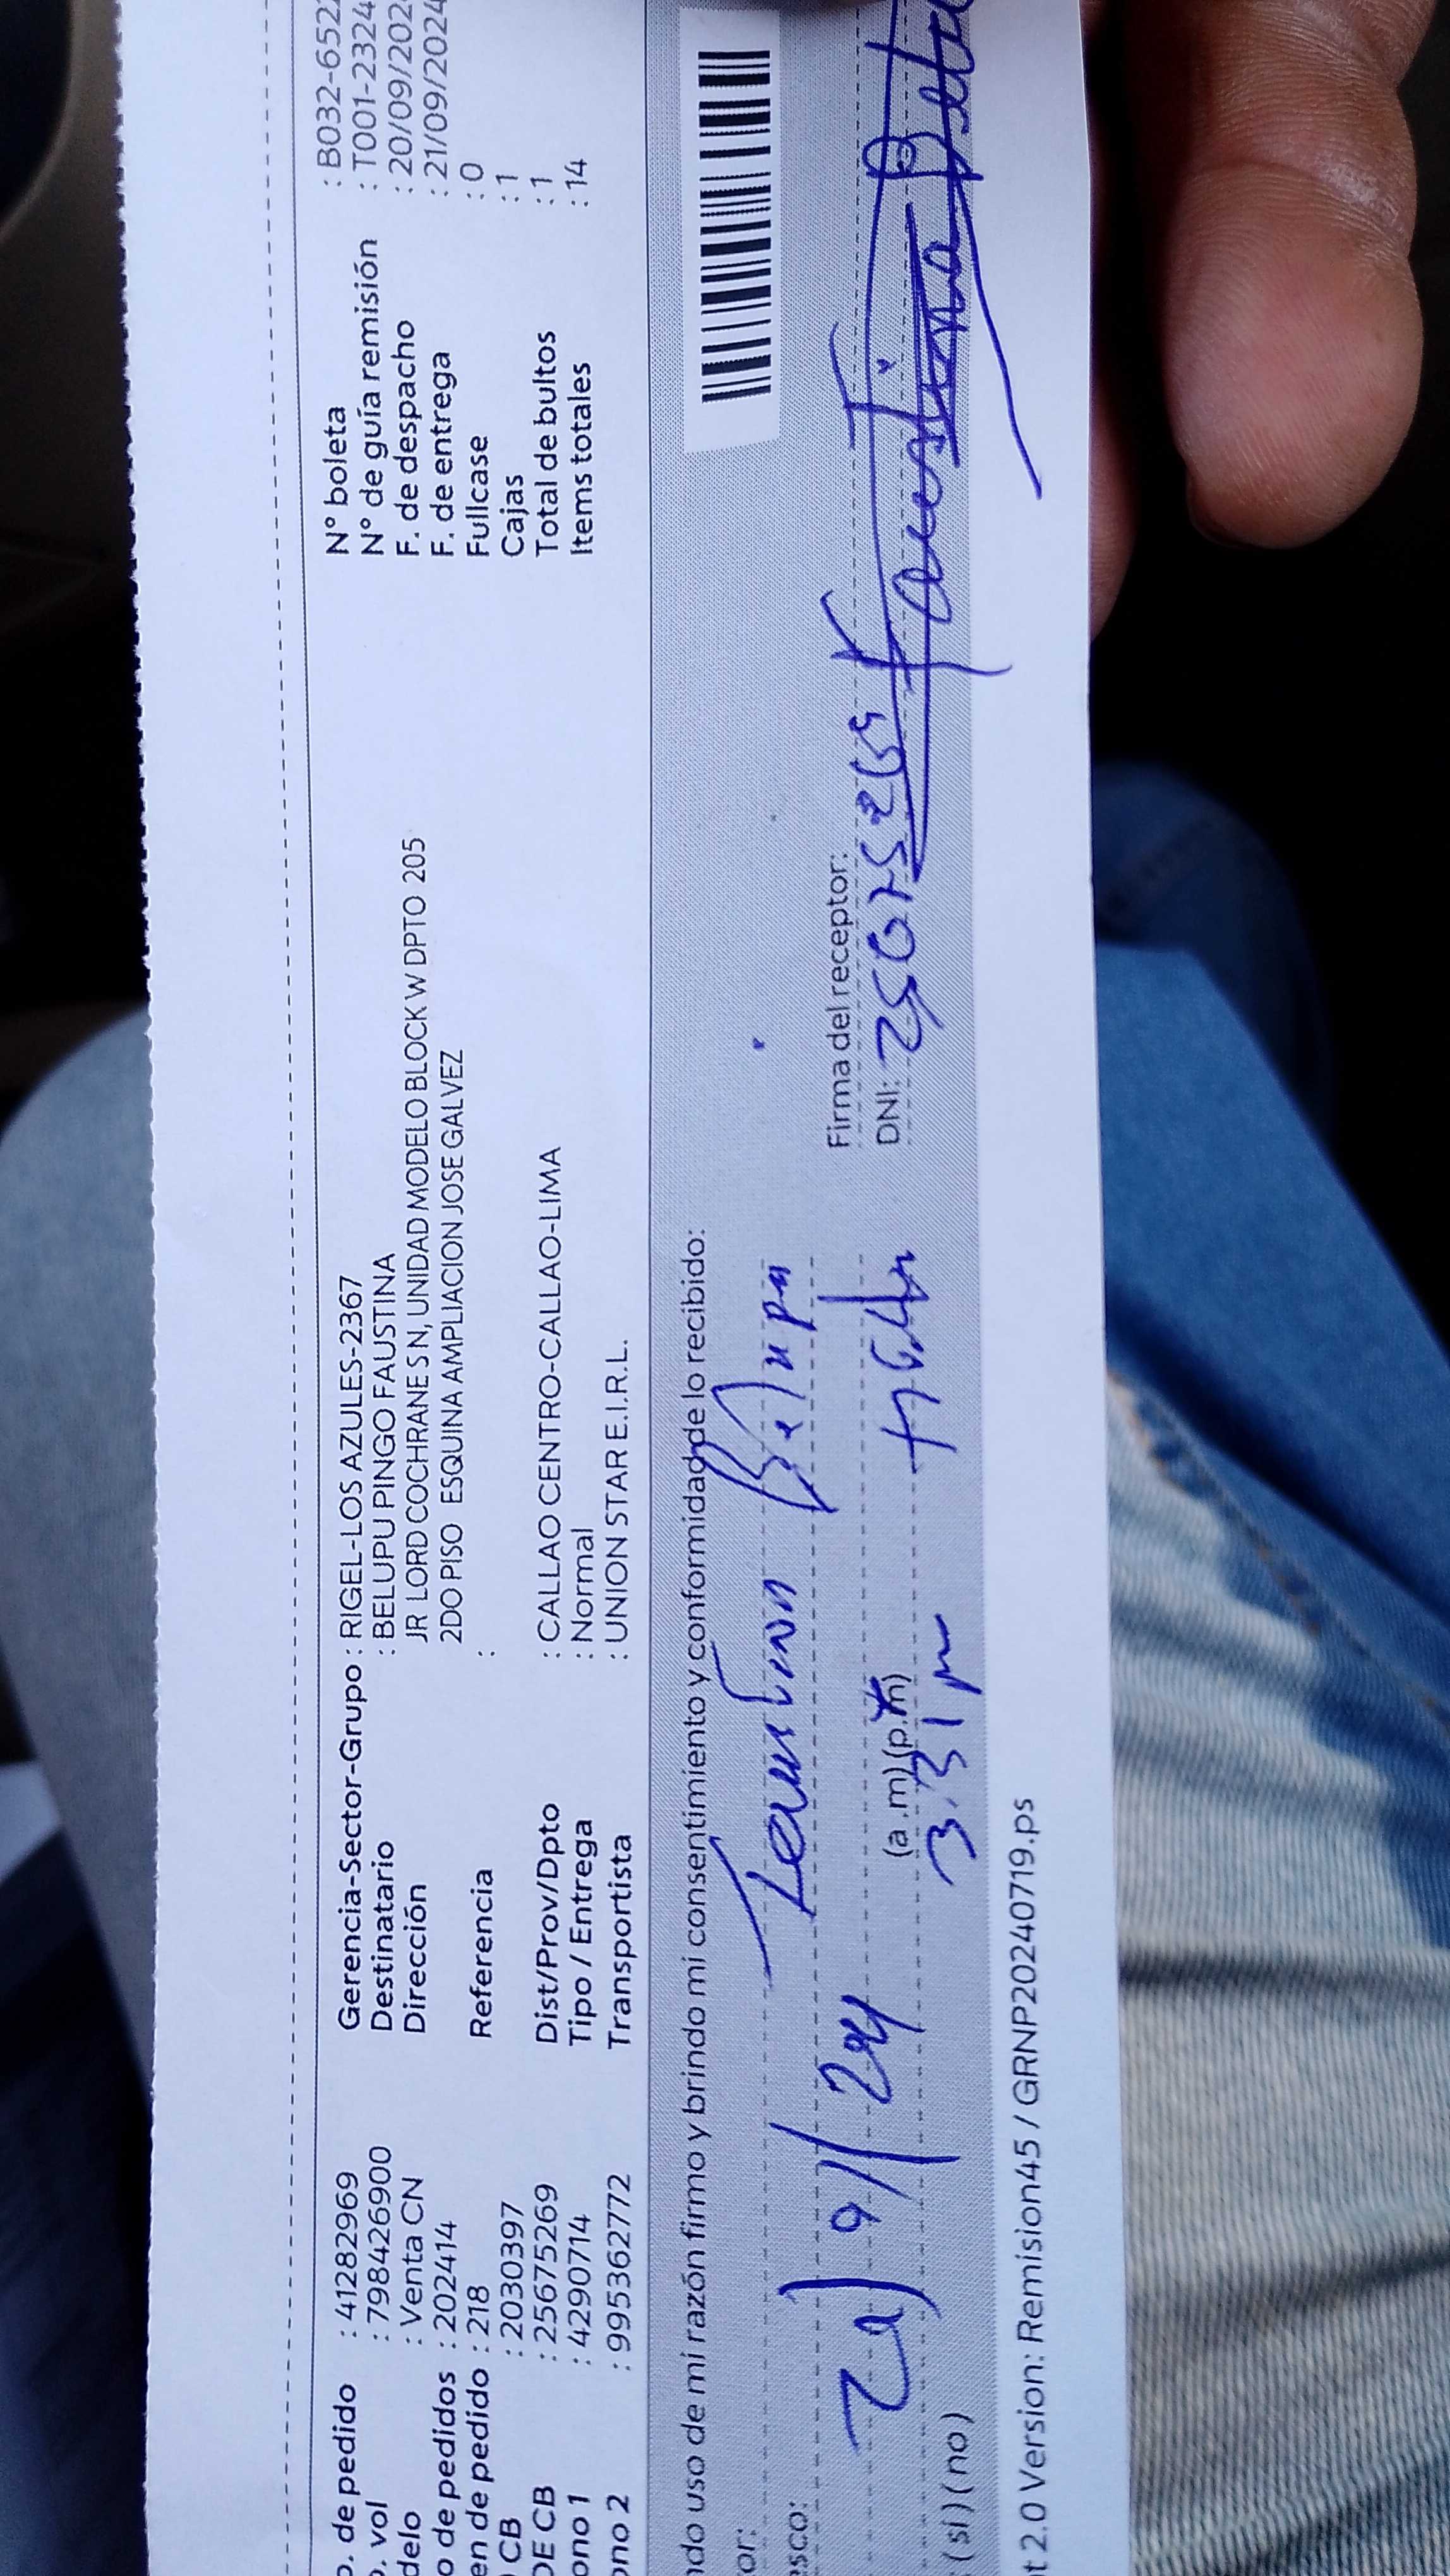 o. de pedido : 41282969
o. vol : 798426900
delo : Venta CN
o de pedidos : 202414
en de pedido : 218
CB : 2030397
DE CB : 25675269
ono 1 : 4290714
ono 2 : 995362772
Gerencia-Sector-Grupo : RIGEL-LOS AZULES-2367
Destinatario : BELUPU PINGO FAUSTINA
Dirección JR LORD COCHRANE S N, UNIDAD MODELO BLOCK W DPTO 205
2DO PISO ESQUINA AMPLIACION JOSE GALVEZ
Referencia :
Dist/Prov/Dpto : CALLAO CENTRO-CALLAO-LIMA
Tipo / Entrega : Normal
Transportista : UNION STAR E.I.R.L.
N° boleta : B032-652
N° de guía remisión : T001-2324
F. de despacho : 20/09/202
F. de entrega : 21/09/2024
Fullcase : 0
Cajas : 1
Total de bultos : 1
Items totales : 14
ndo uso de mi razón firmo y brindo mi consentimiento y conformidad de lo recibido:
or: Faustina
esco: Firma del receptor:
9/24 (a .m) (p.m) DNI:
: (si) (no) 3.31 Faustina
t 2.0 Version: Remision45 / GRNP20240719.ps